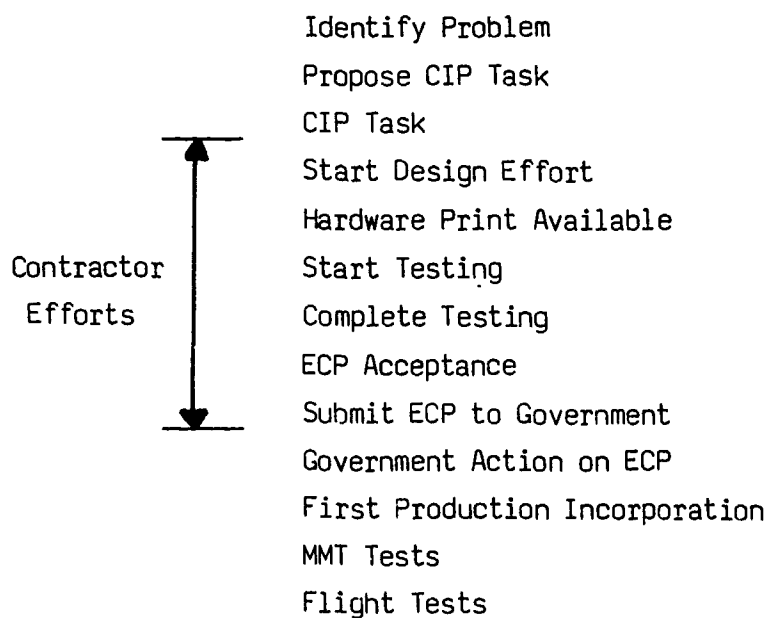 Identify Problem
Propose CIP Task
CIP Task
Start Design Effort
Hardware Print Available
Contractor
Efforts
Start Testing
Complete Testing
ECP Acceptance
Submit ECP to Government
Government Action on ECP
First Production Incorporation
MMT Tests
Flight Tests